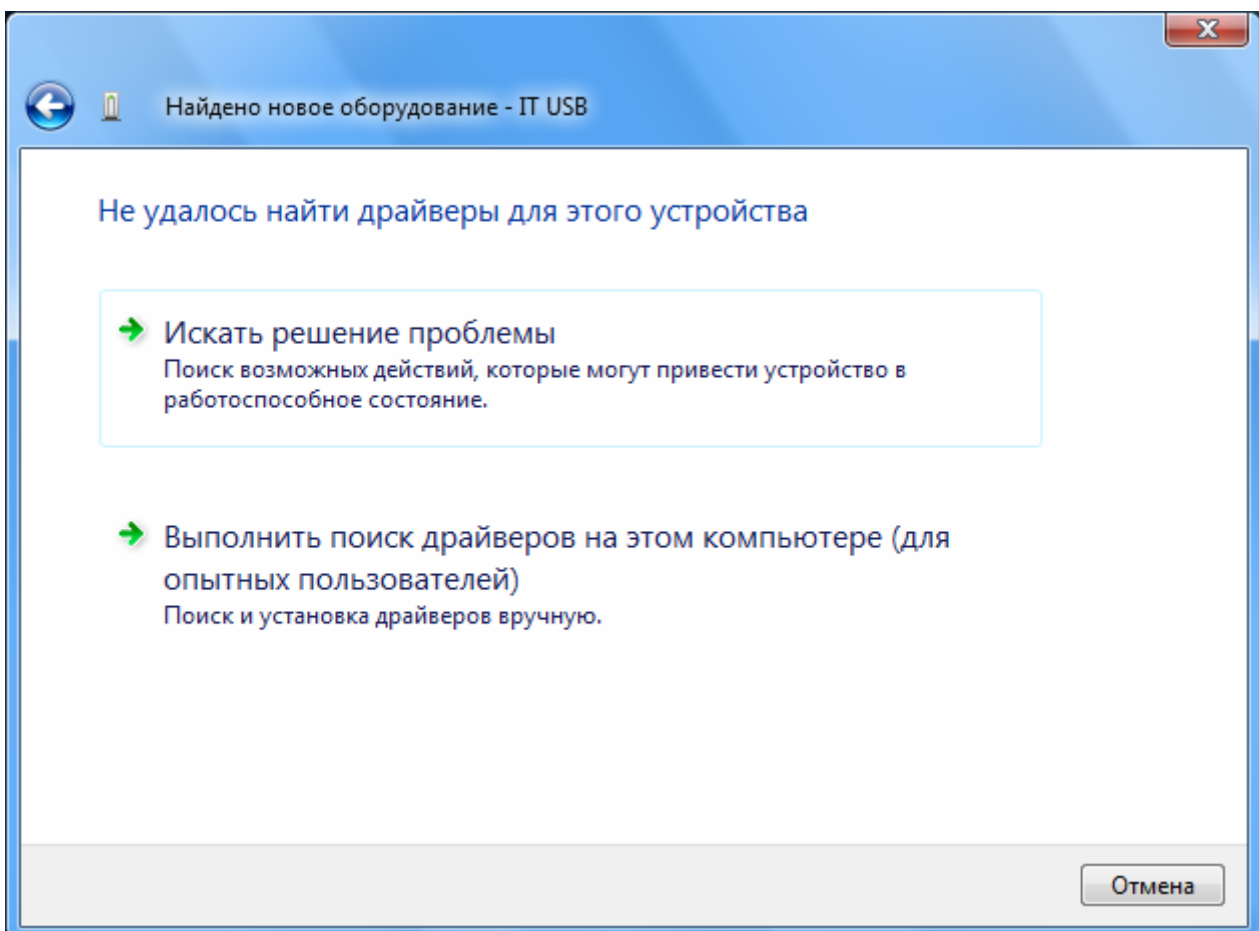 Найдено новое оборудование - IT USB
Не удалось найти драйверы для этого устройства
Искать решение проблемы
Поиск возможных действий, которые могут привести устройство в
работоспособное состояние.
Выполнить поиск драйверов на этом компьютере (для
опытных пользователей)
Поиск и установка драйверов вручную.
Отмена